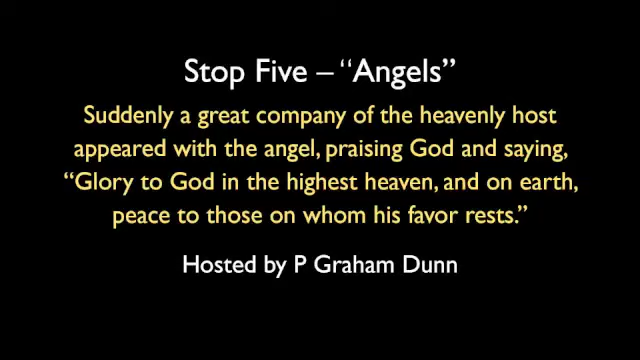 Stop Five – “Angels”
Suddenly a great company of the heavenly host
appeared with the angel, praising God and saying,
“Glory to God in the highest heaven, and on earth,
peace to those on whom his favor rests.”
Hosted by P Graham Dunn